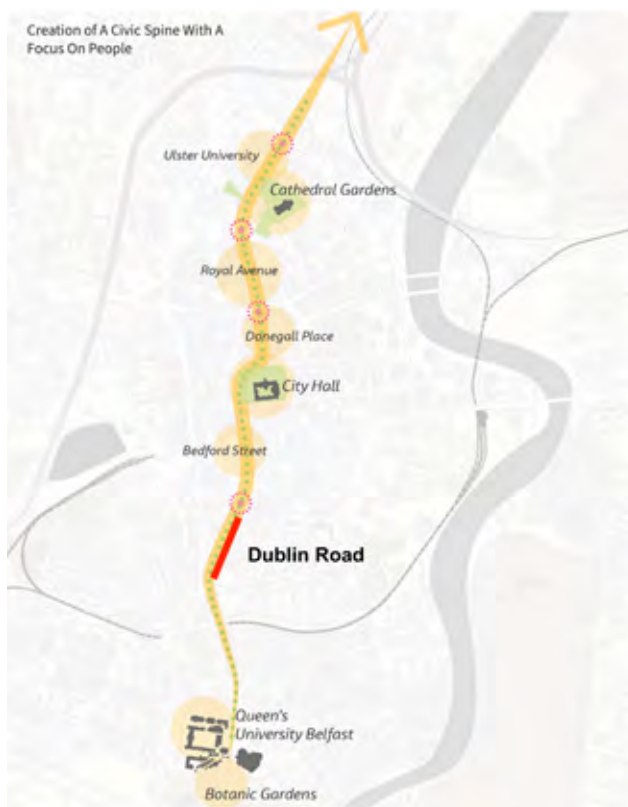 Creation of A Civic Spine With A
Focus On People
Ulster University
Cathedral Gardens
Royal Avenue
Donegall Place
City Hall
Bedford Street
Dublin Road
Queen's
University Belfast
Botanic Gardens